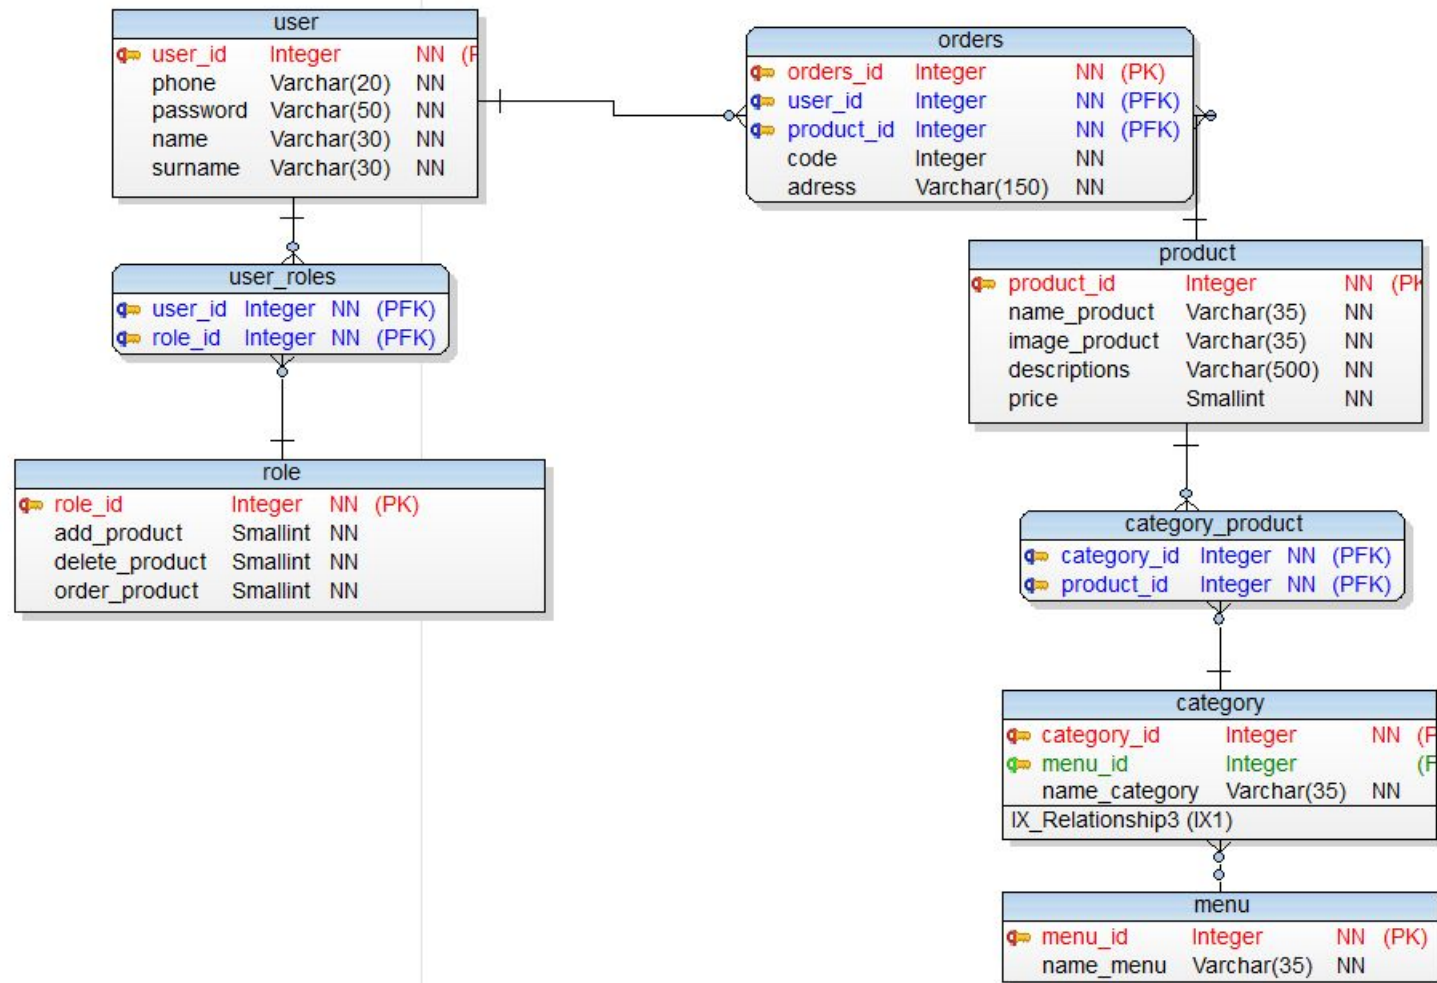 user
user_id Integer NN (P
phone Varchar(20) NN
password Varchar(50) NN
name Varchar(30) NN
surname Varchar(30) NN
orders
orders_id Integer NN (PK)
user_id Integer NN (PFK)
product_id Integer NN (PFK)
code Integer NN
adress Varchar(150) NN
user_roles
user_id Integer NN (PFK)
role_id Integer NN (PFK)
product
product_id Integer NN (PK
name_product Varchar(35) NN
image_product Varchar(35) NN
descriptions Varchar(500) NN
price Smallint NN
role
role_id Integer NN (PK)
add_product Smallint NN
delete_product Smallint NN
order_product Smallint NN
category_product
category_id Integer NN (PFK)
product_id Integer NN (PFK)
category
category_id Integer NN (P
menu_id Integer (F
name_category Varchar(35) NN
IX_Relationship3 (IX1)
menu
menu_id Integer NN (PK)
name_menu Varchar(35) NN